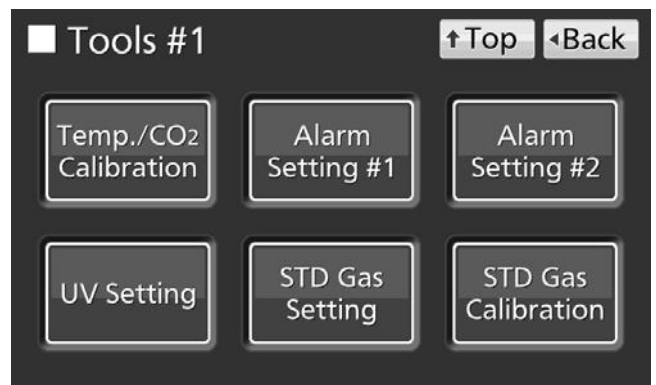 Tools #1
↑Top
◂Back
Temp./CO2
Calibration
Alarm
Setting #1
Alarm
Setting #2
UV Setting
STD Gas
Setting
STD Gas
Calibration